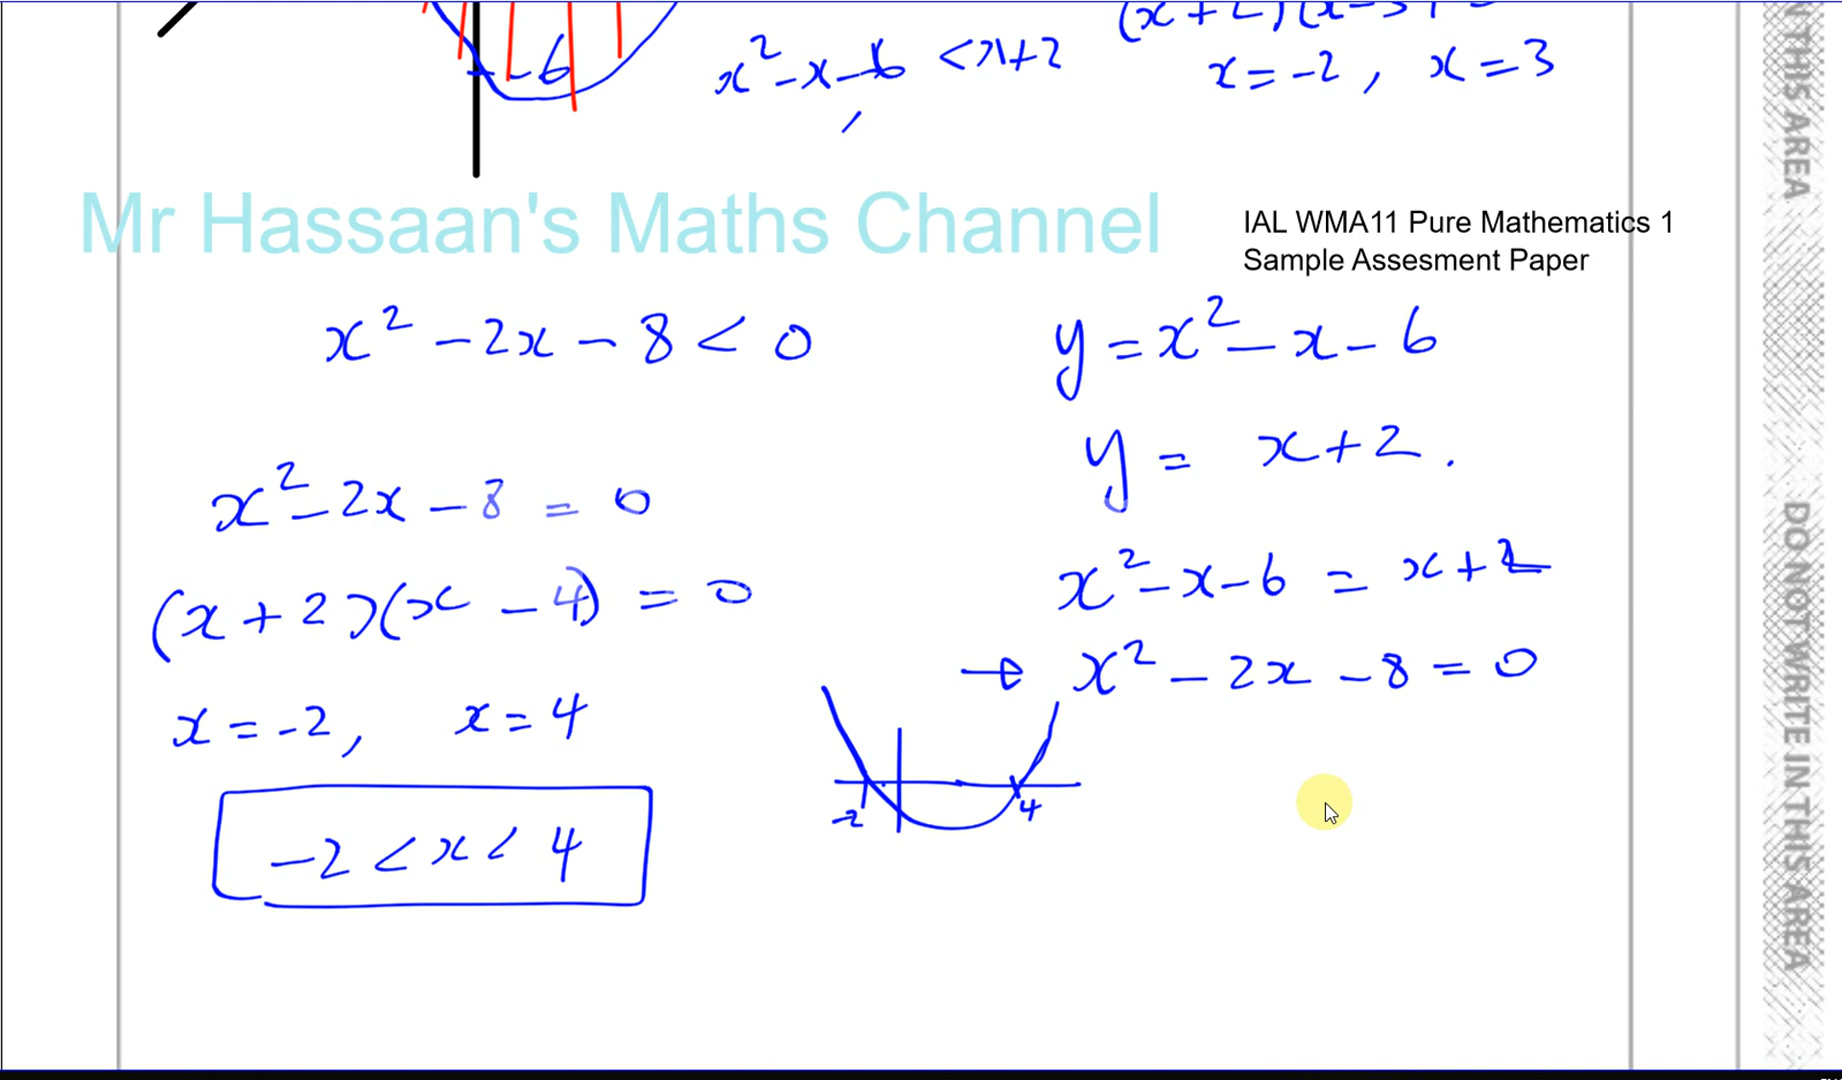 (x+2)(x-3)
-6
x²-x-6 <x+2
x=-2, x=3
Mr Hassaan's Maths Channel
IAL WMA11 Pure Mathematics 1
Sample Assesment Paper
x² -2x - 8 < 0
y = x² - x - 6
y = x+2.
x² - 2x - 8 = 0
x² - x - 6 = x + 2
(x + 2)(x - 4) = 0
x² - 2x - 8 = 0
x = -2, x = 4
-2 4
-2 < x < 4
N THIS AREA
DO NOT WRITE IN THIS AREA